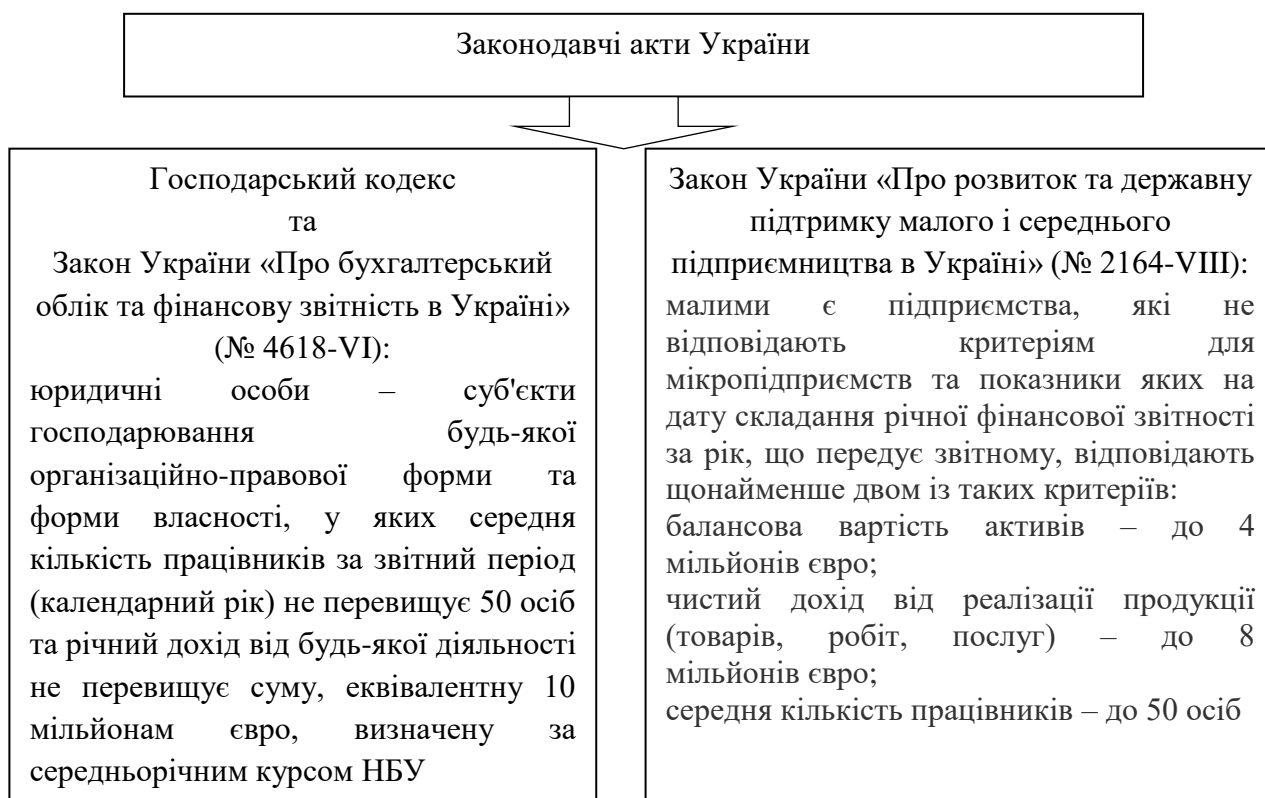 Законодавчі акти України
Господарський кодекс
та
Закон України «Про бухгалтерський
облік та фінансову звітність в Україні»
(№ 4618-VI):
юридичні особи – суб'єкти
господарювання будь-якої
організаційно-правової форми та
форми власності, у яких середня
кількість працівників за звітний період
(календарний рік) не перевищує 50 осіб
та річний дохід від будь-якої діяльності
не перевищує суму, еквівалентну 10
мільйонам євро, визначену за
середньорічним курсом НБУ
Закон України «Про розвиток та державну
підтримку малого і середнього
підприємництва в Україні» (№ 2164-VIII):
малими є підприємства, які не
відповідають критеріям для
мікропідприємств та показники яких на
дату складання річної фінансової звітності
за рік, що передує звітному, відповідають
щонайменше двом із таких критеріїв:
балансова вартість активів – до 4
мільйонів євро;
чистий дохід від реалізації продукції
(товарів, робіт, послуг) – до 8
мільйонів євро;
середня кількість працівників – до 50 осіб